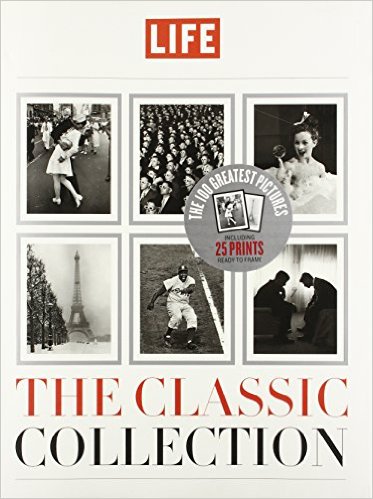 LIFE
THE 100 GREATEST PICTURES
INCLUDING
25 PRINTS
READY TO FRAME
THE CLASSIC
COLLECTION